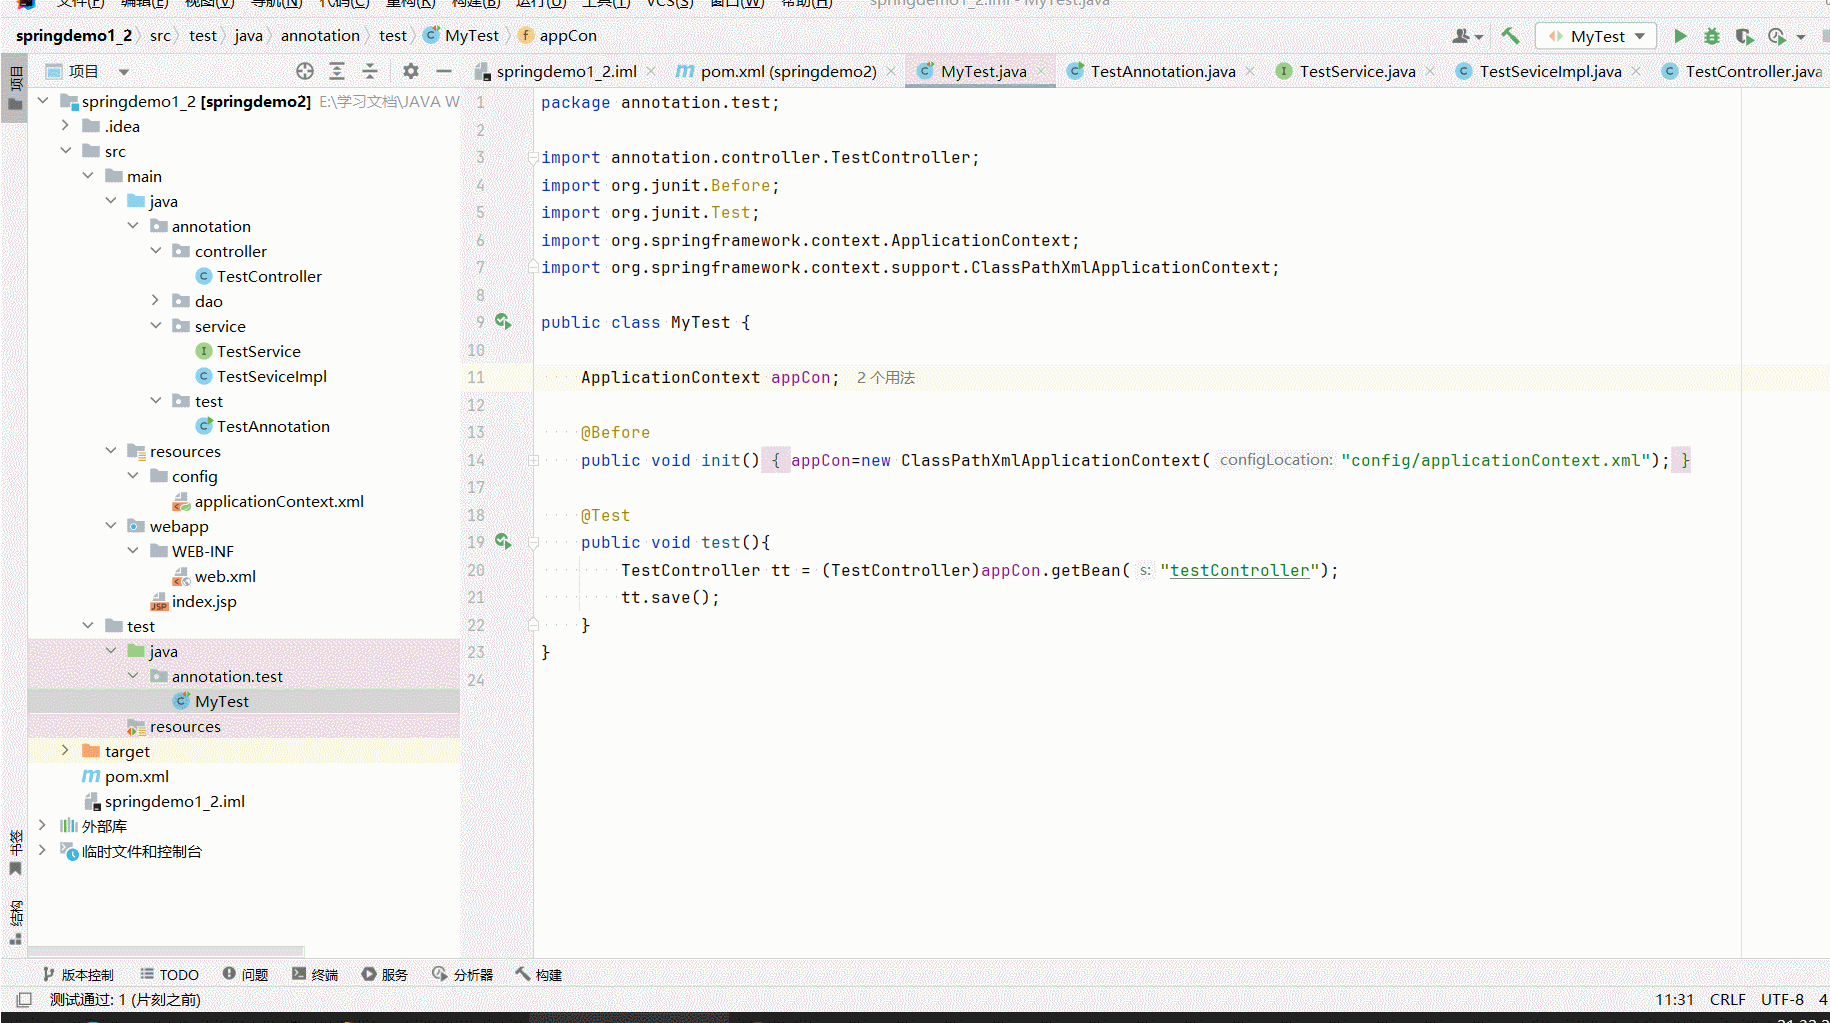 文件(F) 编辑(E) 视图(V) 导航(N) 代码(C) 重构(R) 构建(B) 运行(U) 工具(T) VCS(S) 窗口(W) 帮助(H) springdemo1_2.iml - MyTest.java
springdemo1_2 src test java annotation test MyTest appCon MyTest
项目 springdemo1_2.iml pom.xml (springdemo2) MyTest.java TestAnnotation.java TestService.java TestSeviceImpl.java TestController.java
项目
springdemo1_2 [springdemo2] E:\学习文档\JAVA W
.idea
src
main
java
annotation
controller
TestController
dao
service
TestService
TestSeviceImpl
test
TestAnnotation
resources
config
applicationContext.xml
webapp
WEB-INF
web.xml
index.jsp
test
java
annotation.test
MyTest
resources
target
pom.xml
springdemo1_2.iml
外部库
临时文件和控制台
书签
结构
1 package annotation.test;
2
3 import annotation.controller.TestController;
4 import org.junit.Before;
5 import org.junit.Test;
6 import org.springframework.context.ApplicationContext;
7 import org.springframework.context.support.ClassPathXmlApplicationContext;
8
9 public class MyTest {
10
11 ApplicationContext appCon; 2 个用法
12
13 @Before
14 public void init() { appCon=new ClassPathXmlApplicationContext( configLocation: "config/applicationContext.xml"); }
17
18 @Test
19 public void test(){
20 TestController tt = (TestController)appCon.getBean( s: "testController");
21 tt.save();
22 }
23 }
24
版本控制 TODO 问题 终端 服务 分析器 构建
测试通过: 1 (片刻之前) 11:31 CRLF UTF-8 4